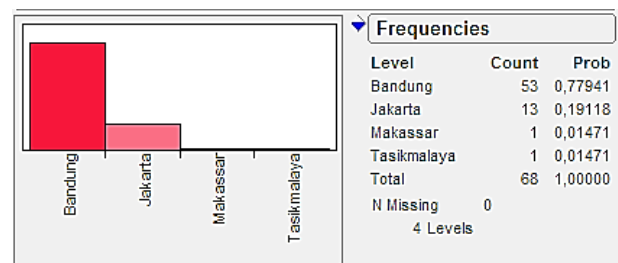 Bandung
Jakarta
Makassar
Tasikmalaya
Frequencies
Level Count Prob
Bandung 53 0,77941
Jakarta 13 0,19118
Makassar 1 0,01471
Tasikmalaya 1 0,01471
Total 68 1,00000
N Missing 0
4 Levels